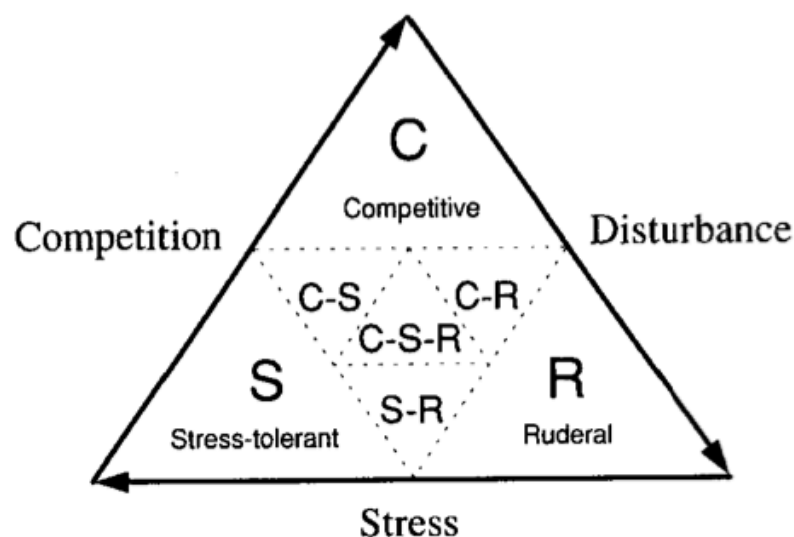 C
Competitive
Competition
Disturbance
C-S
C-R
C-S-R
S
R
S-R
Stress-tolerant
Ruderal
Stress